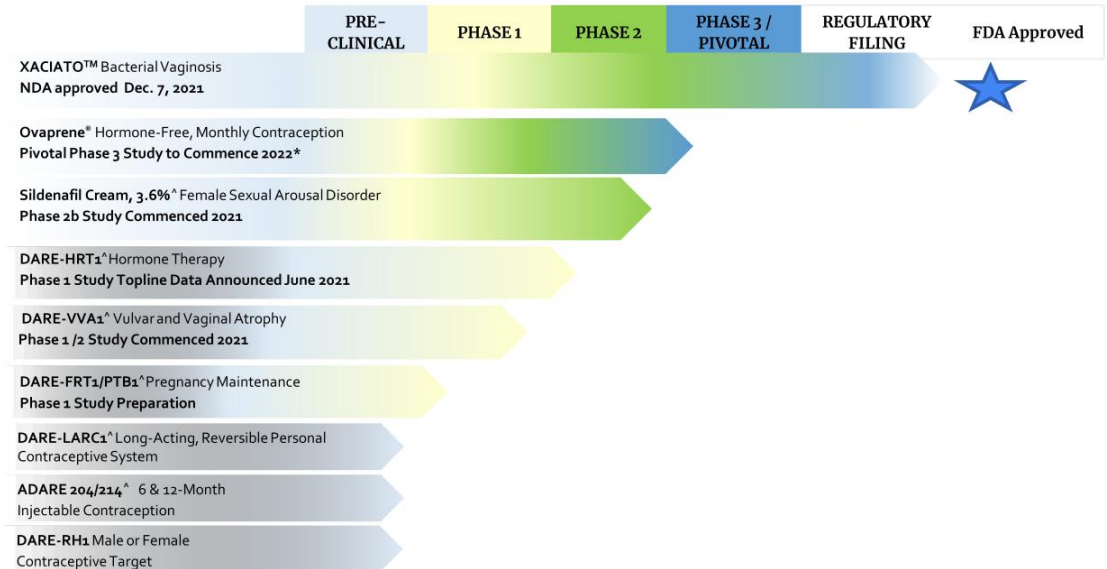 PRE-CLINICAL
PHASE 1
PHASE 2
PHASE 3 / PIVOTAL
REGULATORY FILING
FDA Approved
XACIATO™ Bacterial Vaginosis
NDA approved Dec. 7, 2021
Ovaprene® Hormone-Free, Monthly Contraception
Pivotal Phase 3 Study to Commence 2022*
Sildenafil Cream, 3.6%^ Female Sexual Arousal Disorder
Phase 2b Study Commenced 2021
DARE-HRT1^ Hormone Therapy
Phase 1 Study Topline Data Announced June 2021
DARE-VVA1^ Vulvar and Vaginal Atrophy
Phase 1 /2 Study Commenced 2021
DARE-FRT1/PTB1^ Pregnancy Maintenance
Phase 1 Study Preparation
DARE-LARC1^ Long-Acting, Reversible Personal
Contraceptive System
ADARE 204/214^ 6 & 12-Month
Injectable Contraception
DARE-RH1 Male or Female
Contraceptive Target